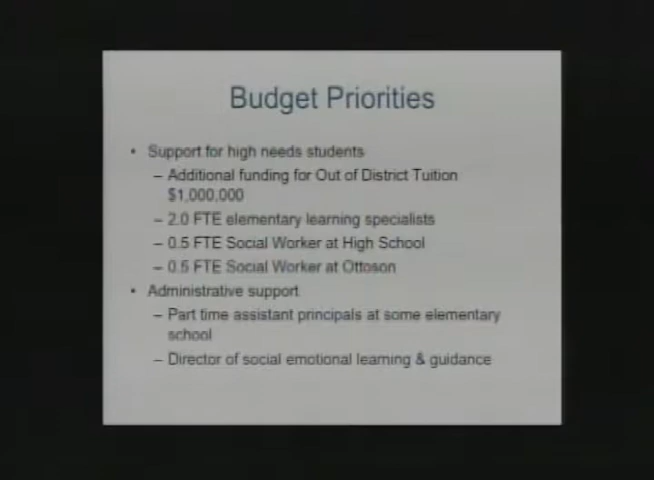 Budget Priorities
• Support for high needs students
– Additional funding for Out of District Tuition
$1,000,000
– 2.0 FTE elementary learning specialists
– 0.5 FTE Social Worker at High School
– 0.5 FTE Social Worker at Ottoson
• Administrative support
– Part time assistant principals at some elementary
school
– Director of social emotional learning & guidance